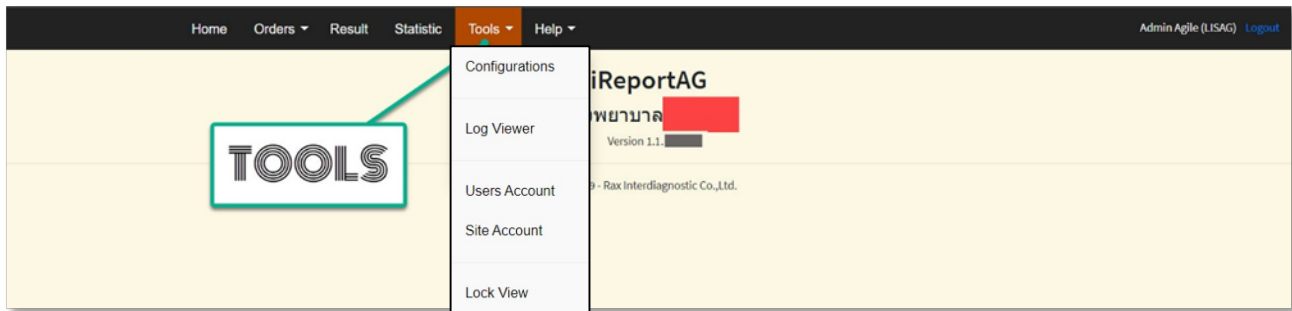 Home Orders Result Statistic Tools Help Admin Agile (LISAG) Logout
Configurations
iReportAG
พยาบาล
Log Viewer
Version 1.1.
TOOLS
Users Account
9 - Rax Interdiagnostic Co.,Ltd.
Site Account
Lock View